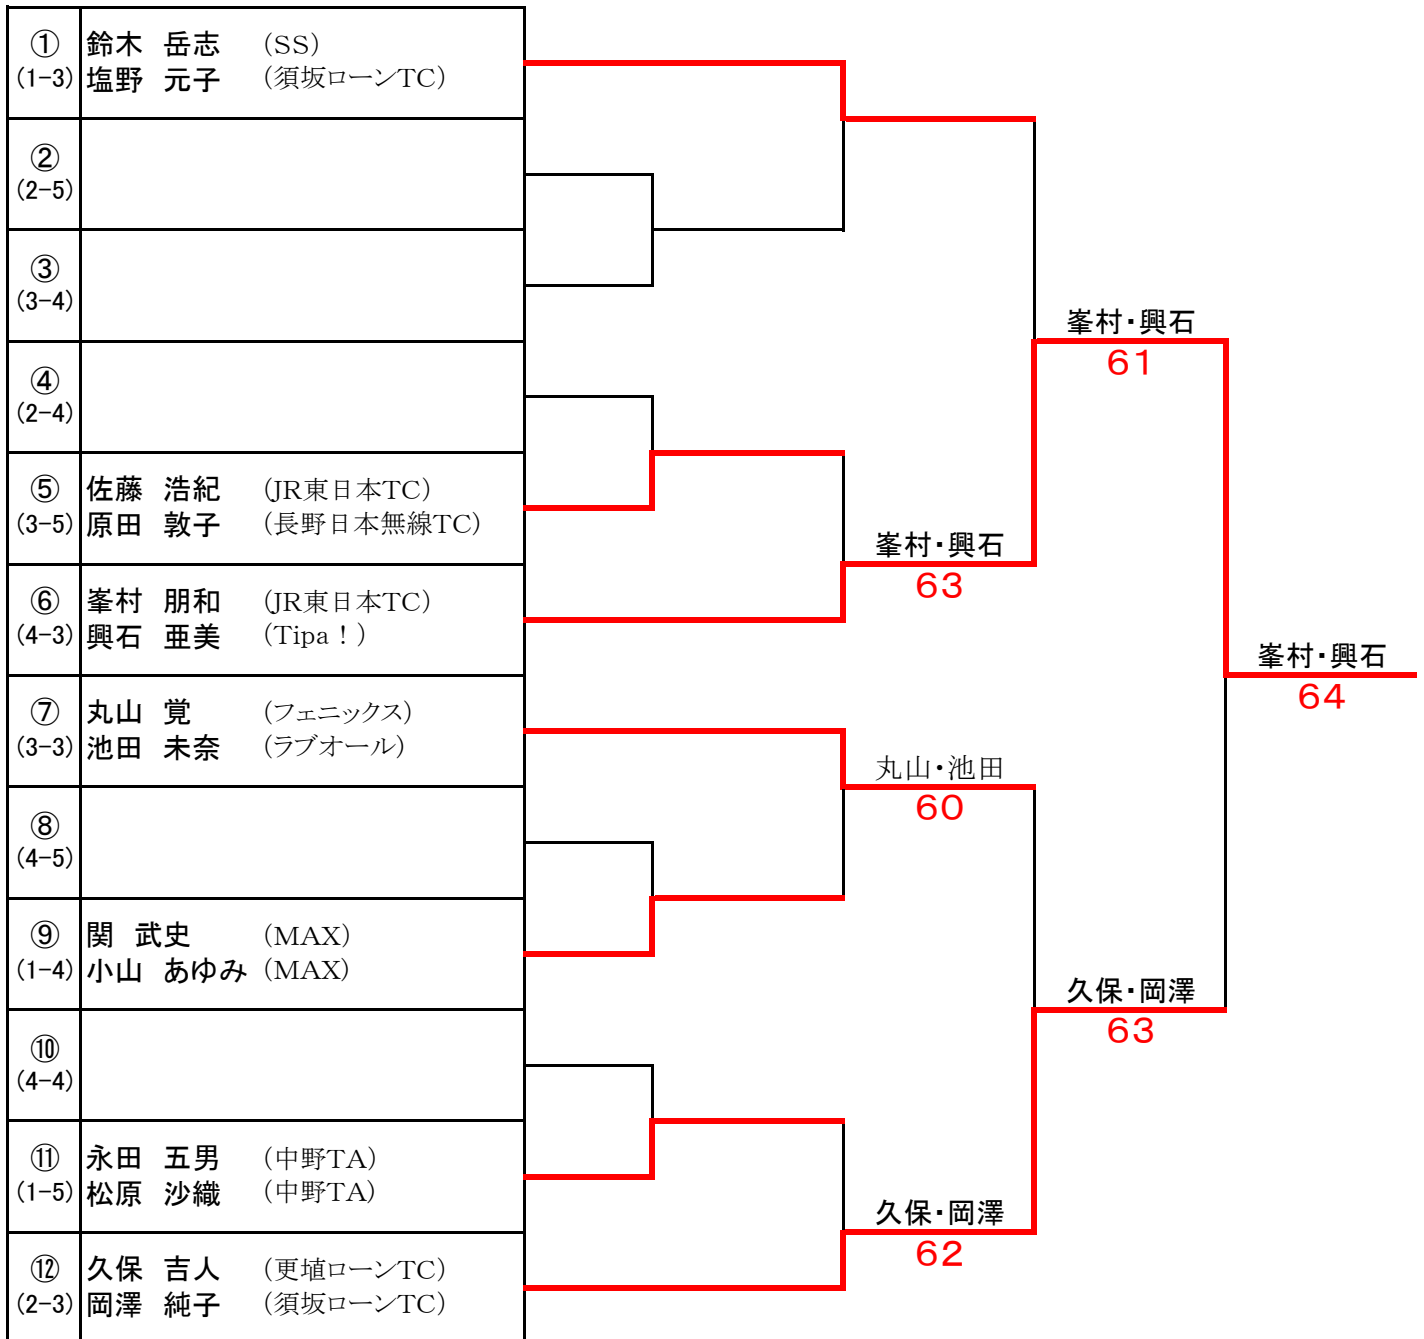 ① 鈴木 岳志 (SS)
(1-3) 塩野 元子 (須坂ローンTC)
②
(2-5)
③
(3-4)
峯村・興石
61
④
(2-4)
⑤ 佐藤 浩紀 (JR東日本TC)
(3-5) 原田 敦子 (長野日本無線TC)
峯村・興石
63
⑥ 峯村 朋和 (JR東日本TC)
(4-3) 興石 亜美 (Tipa!)
峯村・興石
64
⑦ 丸山 覚 (フェニックス)
(3-3) 池田 未奈 (ラブオール)
丸山・池田
60
⑧
(4-5)
⑨ 関 武史 (MAX)
(1-4) 小山 あゆみ (MAX)
久保・岡澤
63
⑩
(4-4)
⑪ 永田 五男 (中野TA)
(1-5) 松原 沙織 (中野TA)
久保・岡澤
62
⑫ 久保 吉人 (更埴ローンTC)
(2-3) 岡澤 純子 (須坂ローンTC)